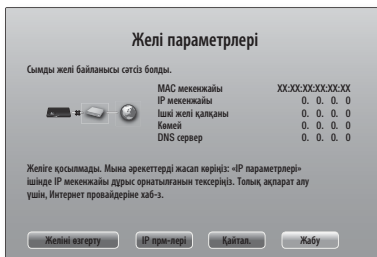 Желі параметрлері
Сымды желі байланысы сәтсіз болды.
MAC мекенжайы XX:XX:XX:XX:XX:XX
IP мекенжайы 0. 0. 0. 0
Ішкі желі қалқаны 0. 0. 0. 0
Көмей 0. 0. 0. 0
DNS сервер 0. 0. 0. 0
Желіге қосылмады. Мына әрекеттерді жасап көріңіз: «IP параметрлері»
ішінде IP мекенжайы дұрыс орнатылғанын тексеріңіз. Толық ақпарат алу
үшін, Интернет провайдеріне хаб-з.
Желіні өзгерту IP прм-лері Қайтал. Жабу